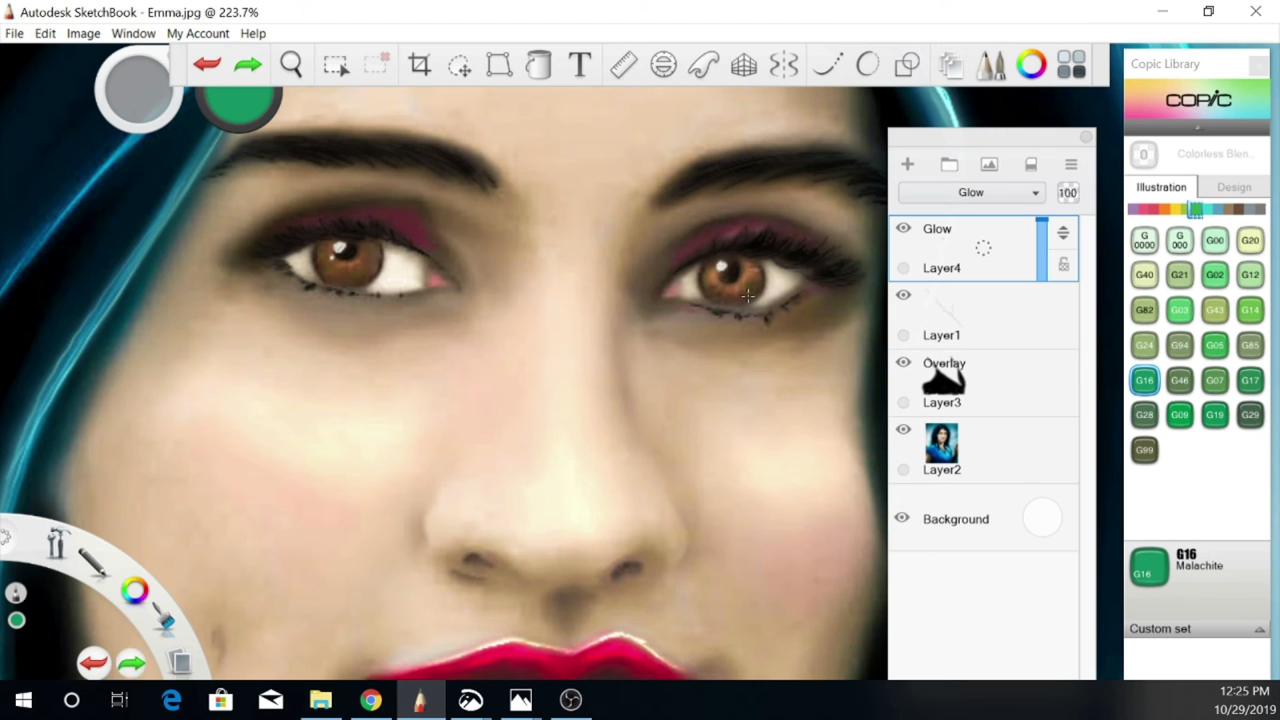 Autodesk SketchBook - Emma.jpg @ 223.7%
File Edit Image Window My Account Help
T
Copic Library
COPIC
0 Colorless Blen...
Illustration Design
G0000 G000 G00 G20
G40 G21 G02 G12
G82 G03 G43 G14
G24 G94 G05 G85
G16 G46 G07 G17
G28 G09 G19 G29
G99
G16 G16
Malachite
Custom set
Glow 100
Glow
Layer4
Layer1
Overlay
Layer3
Layer2
Background
12:25 PM
10/29/2019